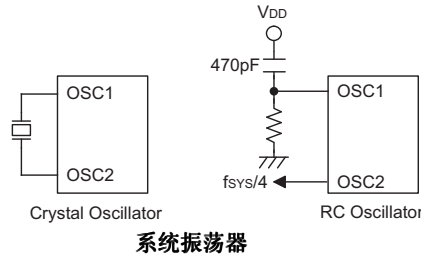 VDD
470pF
OSC1
OSC2
Crystal Oscillator
OSC1
fSYS/4
OSC2
RC Oscillator
系统振荡器